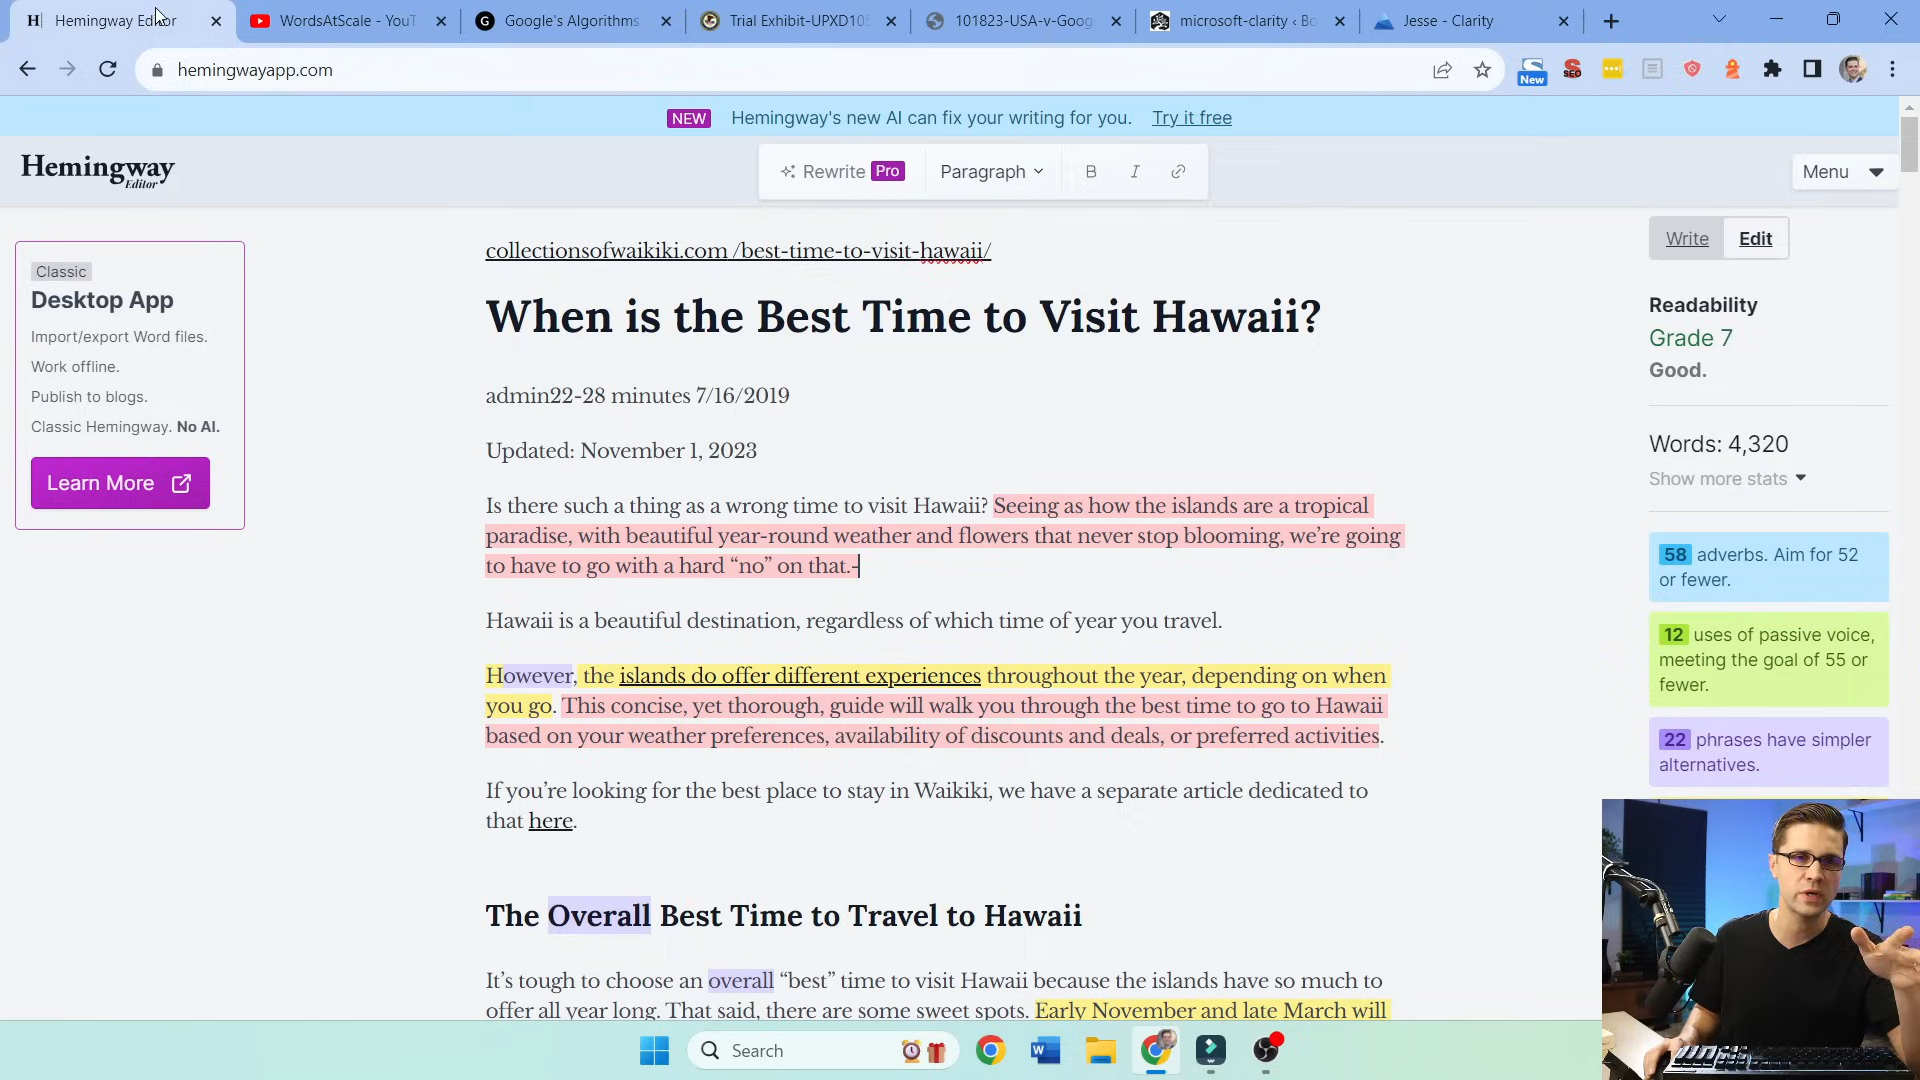 Hemingway Editor
WordsAtScale - YouT
Google's Algorithms
Trial Exhibit-UPXD105
101823-USA-v-Goog
microsoft-clarity ‹ Bo
Jesse - Clarity
hemingwayapp.com
New
SEO
NEW Hemingway's new AI can fix your writing for you. Try it free
Hemingway
Editor
Rewrite Pro
Paragraph
B
I
Menu
Classic
Desktop App
Import/export Word files.
Work offline.
Publish to blogs.
Classic Hemingway. No AI.
Learn More
collectionsofwaikiki.com /best-time-to-visit-hawaii/
When is the Best Time to Visit Hawaii?
admin22-28 minutes 7/16/2019
Updated: November 1, 2023
Is there such a thing as a wrong time to visit Hawaii? Seeing as how the islands are a tropical
paradise, with beautiful year-round weather and flowers that never stop blooming, we’re going
to have to go with a hard “no” on that.-
Hawaii is a beautiful destination, regardless of which time of year you travel.
However, the islands do offer different experiences throughout the year, depending on when
you go. This concise, yet thorough, guide will walk you through the best time to go to Hawaii
based on your weather preferences, availability of discounts and deals, or preferred activities.
If you’re looking for the best place to stay in Waikiki, we have a separate article dedicated to
that here.
The Overall Best Time to Travel to Hawaii
It’s tough to choose an overall “best” time to visit Hawaii because the islands have so much to
offer all year long. That said, there are some sweet spots. Early November and late March will
Write
Edit
Readability
Grade 7
Good.
Words: 4,320
Show more stats
58 adverbs. Aim for 52
or fewer.
12 uses of passive voice,
meeting the goal of 55 or
fewer.
22 phrases have simpler
alternatives.
Search